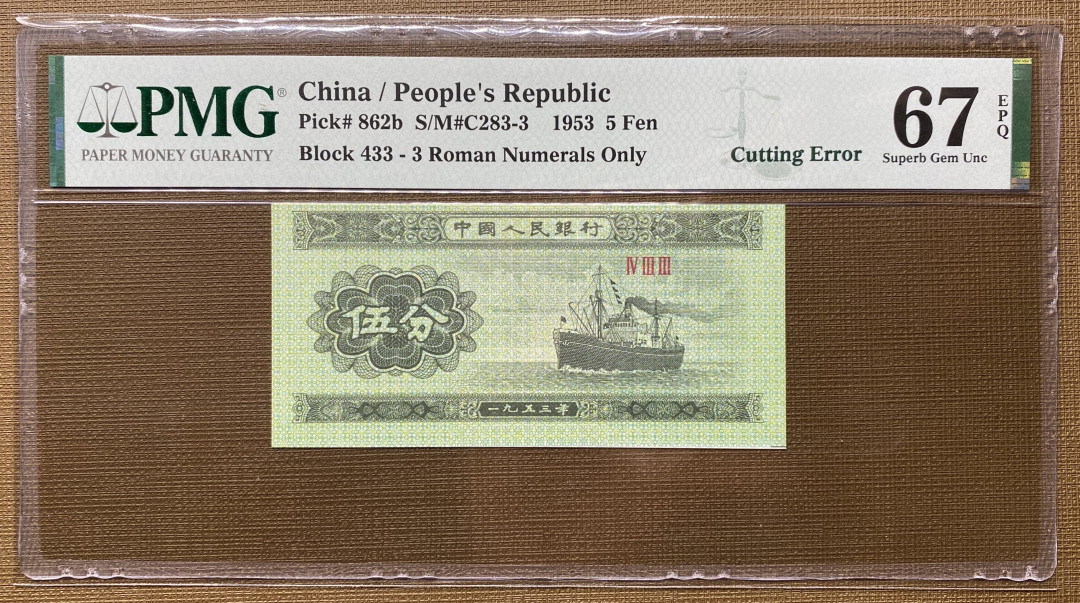 PMG®
PAPER MONEY GUARANTY
China / People's Republic
Pick# 862b S/M#C283-3 1953 5 Fen
Block 433 - 3 Roman Numerals Only
Cutting Error
67
EPQ
Superb Gem Unc
中國人民銀行
IV III III
伍分
一九五三年